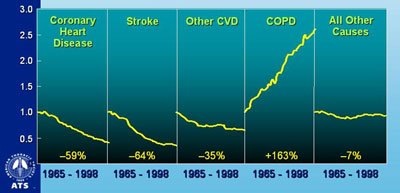 3.0
2.5
2.0
1.5
1.0
0.5
Coronary
Heart
Disease
Stroke
Other CVD
COPD
All Other
Causes
–59%
–64%
–35%
+163%
–7%
1965 - 1998
1965 - 1998
1965 - 1998
1965 - 1998
1965 - 1998
ATS